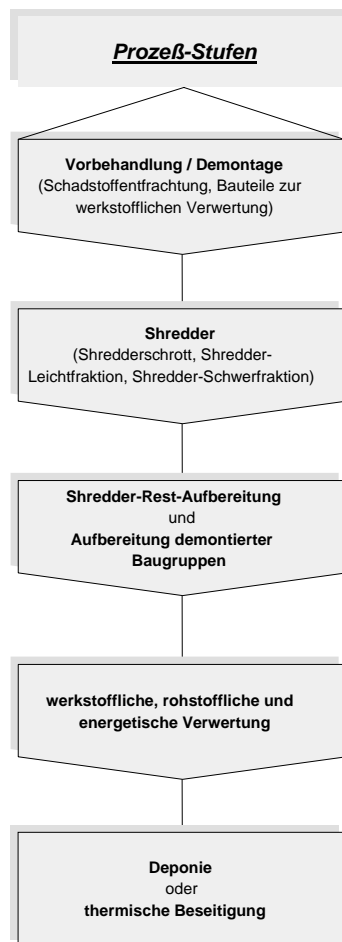 Prozeß-Stufen
Vorbehandlung / Demontage
(Schadstoffentfrachtung, Bauteile zur
werkstofflichen Verwertung)
Shredder
(Shredderschrott, Shredder-
Leichtfraktion, Shredder-Schwerfraktion)
Shredder-Rest-Aufbereitung
und
Aufbereitung demontierter
Baugruppen
werkstoffliche, rohstoffliche und
energetische Verwertung
Deponie
oder
thermische Beseitigung